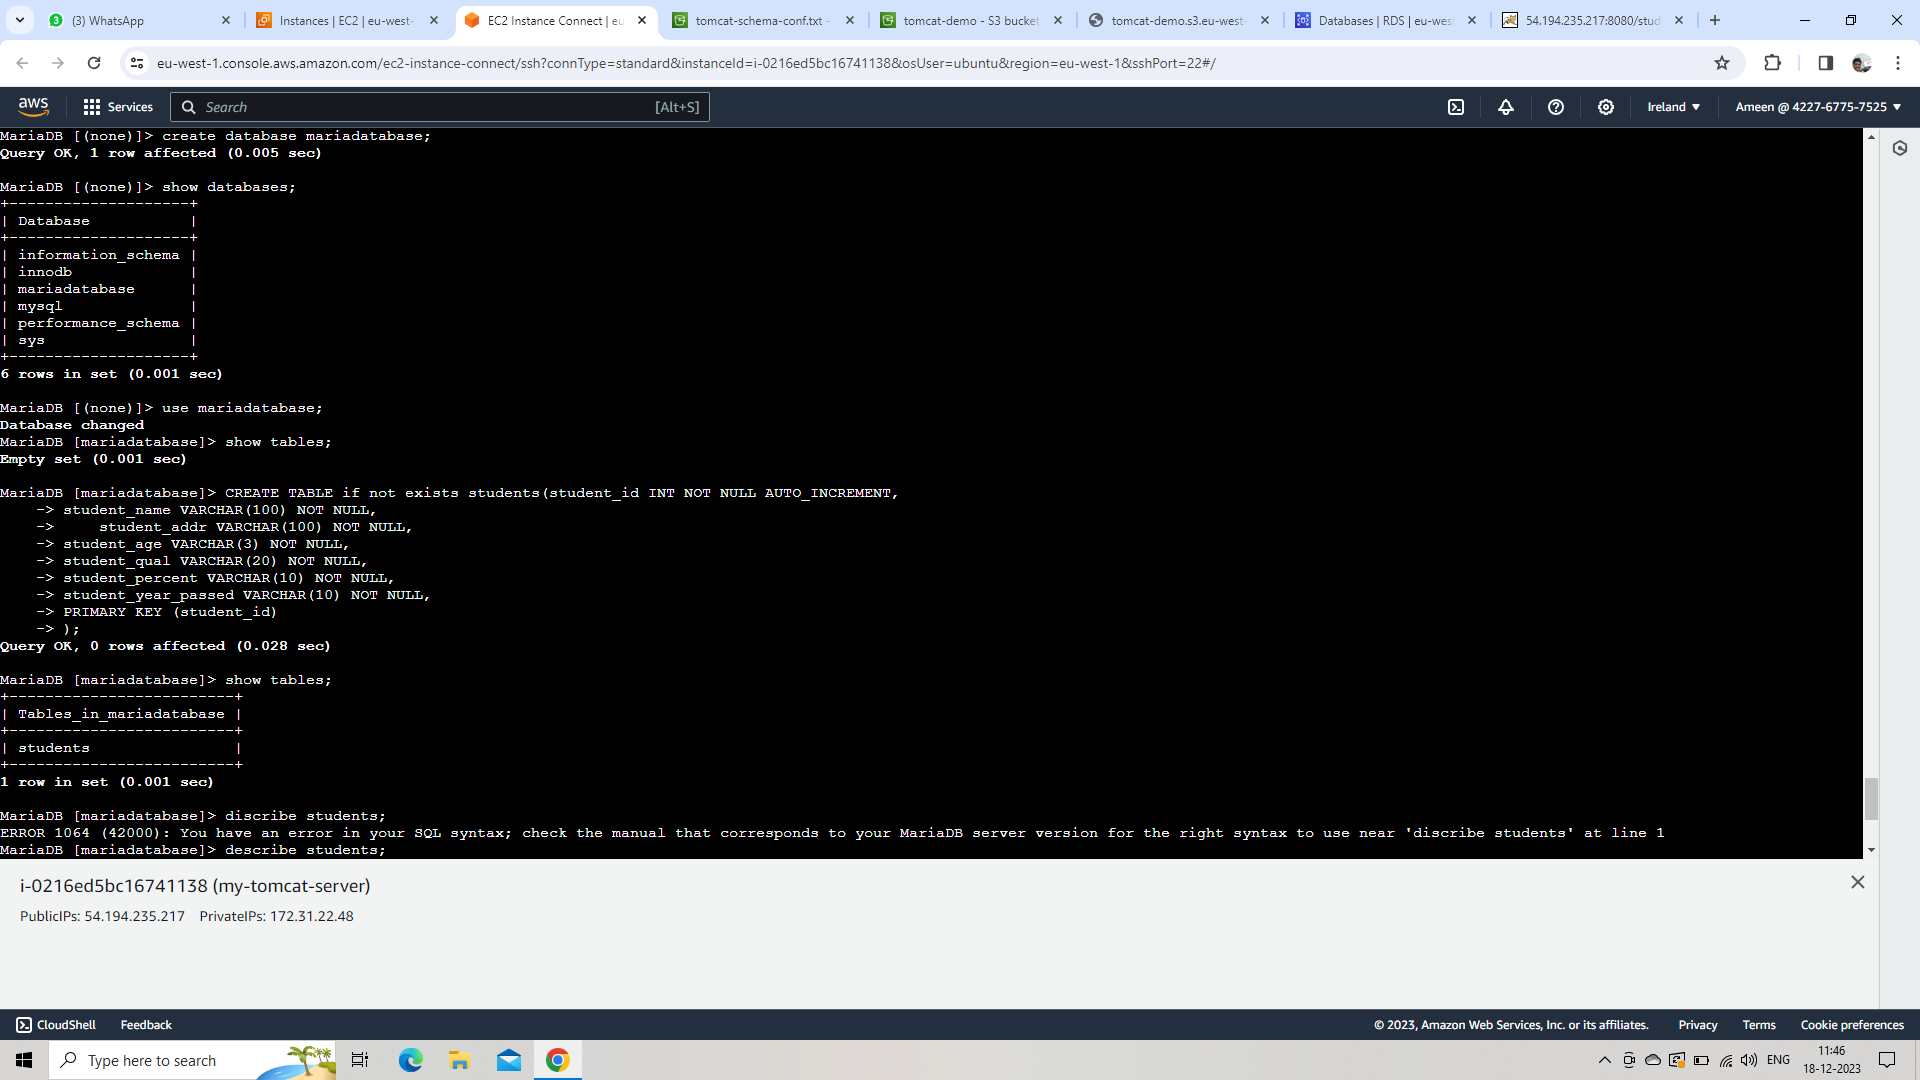 (3) WhatsApp
Instances | EC2 | eu-west-
EC2 Instance Connect | eu
tomcat-schema-conf.txt -
tomcat-demo - S3 bucket
tomcat-demo.s3.eu-west-
Databases | RDS | eu-west
54.194.235.217:8080/stud
eu-west-1.console.aws.amazon.com/ec2-instance-connect/ssh?connType=standard&instanceId=i-0216ed5bc16741138&osUser=ubuntu&region=eu-west-1&sshPort=22#/
aws
Services
Search
[Alt+S]
Ireland ▼
Ameen @ 4227-6775-7525 ▼
MariaDB [(none)]> create database mariadatabase;
Query OK, 1 row affected (0.005 sec)
MariaDB [(none)]> show databases;
+--------------------+
| Database           |
+--------------------+
| information_schema |
| innodb             |
| mariadatabase      |
| mysql              |
| performance_schema |
| sys                |
+--------------------+
6 rows in set (0.001 sec)
MariaDB [(none)]> use mariadatabase;
Database changed
MariaDB [mariadatabase]> show tables;
Empty set (0.001 sec)
MariaDB [mariadatabase]> CREATE TABLE if not exists students(student_id INT NOT NULL AUTO_INCREMENT,
    -> student_name VARCHAR(100) NOT NULL,
    ->     student_addr VARCHAR(100) NOT NULL,
    -> student_age VARCHAR(3) NOT NULL,
    -> student_qual VARCHAR(20) NOT NULL,
    -> student_percent VARCHAR(10) NOT NULL,
    -> student_year_passed VARCHAR(10) NOT NULL,
    -> PRIMARY KEY (student_id)
    -> );
Query OK, 0 rows affected (0.028 sec)
MariaDB [mariadatabase]> show tables;
+-------------------------+
| Tables_in_mariadatabase |
+-------------------------+
| students                |
+-------------------------+
1 row in set (0.001 sec)
MariaDB [mariadatabase]> discribe students;
ERROR 1064 (42000): You have an error in your SQL syntax; check the manual that corresponds to your MariaDB server version for the right syntax to use near 'discribe students' at line 1
MariaDB [mariadatabase]> describe students;
i-0216ed5bc16741138 (my-tomcat-server)
PublicIPs: 54.194.235.217 PrivateIPs: 172.31.22.48
CloudShell
Feedback
© 2023, Amazon Web Services, Inc. or its affiliates.
Privacy
Terms
Cookie preferences
Type here to search
ENG
11:46
18-12-2023